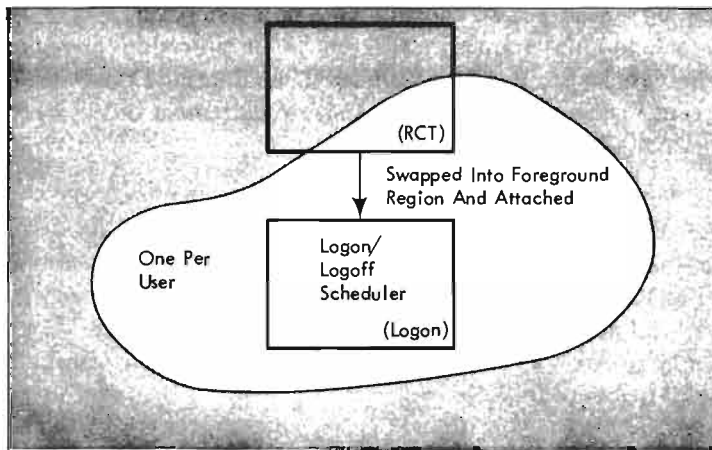 (RCT)
Swapped Into Foreground
Region And Attached
One Per
User
Logon/
Logoff
Scheduler
(Logon)